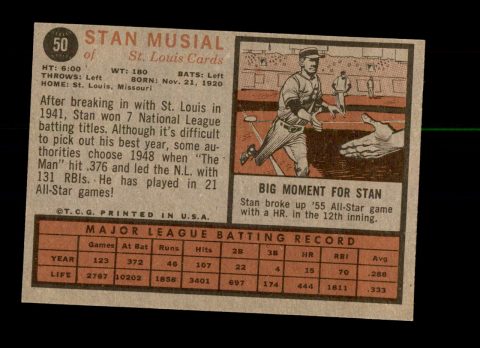 50
STAN MUSIAL
of St. Louis Cards
HT: 6:00 WT: 180 BATS: Left
THROWS: Left BORN: Nov. 21, 1920
HOME: St. Louis, Missouri
After breaking in with St. Louis in
1941, Stan won 7 National League
batting titles. Although it's difficult
to pick out his best year, some au-
thorities choose 1948 when "The
Man" hit .376 and led the N.L. with
131 RBIs. He has played in 21
All-Star games!
©T.C.G. PRINTED IN U.S.A.
BIG MOMENT FOR STAN
Stan broke up '55 All-Star game
with a HR. in the 12th inning.
MAJOR LEAGUE BATTING RECORD
Games At Bat Runs Hits 2B 3B HR RBI Avg
YEAR 123 372 46 107 22 4 15 70 .288
LIFE 2797 10202 1858 3401 697 174 444 1811 .333